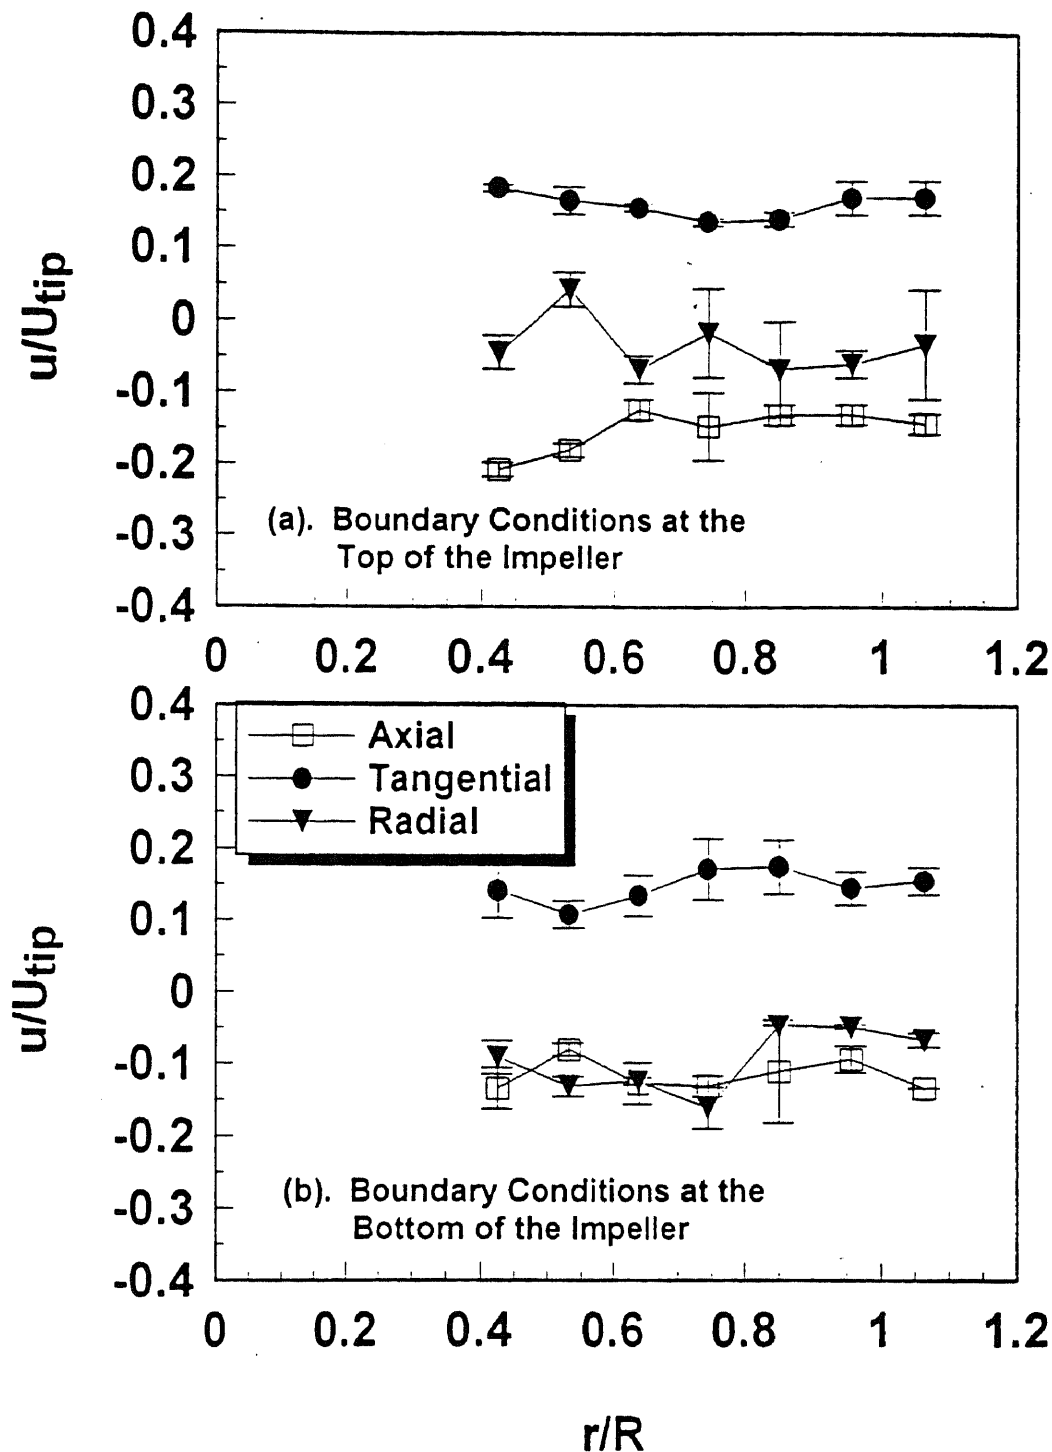 0.4
0.3
0.2
0.1
0
-0.1
-0.2
-0.3
-0.4
u/Utip
(a). Boundary Conditions at the
Top of the Impeller
0 0.2 0.4 0.6 0.8 1 1.2
0.4
0.3
0.2
0.1
0
-0.1
-0.2
-0.3
-0.4
u/Utip
Axial
Tangential
Radial
(b). Boundary Conditions at the
Bottom of the Impeller
0 0.2 0.4 0.6 0.8 1 1.2
r/R